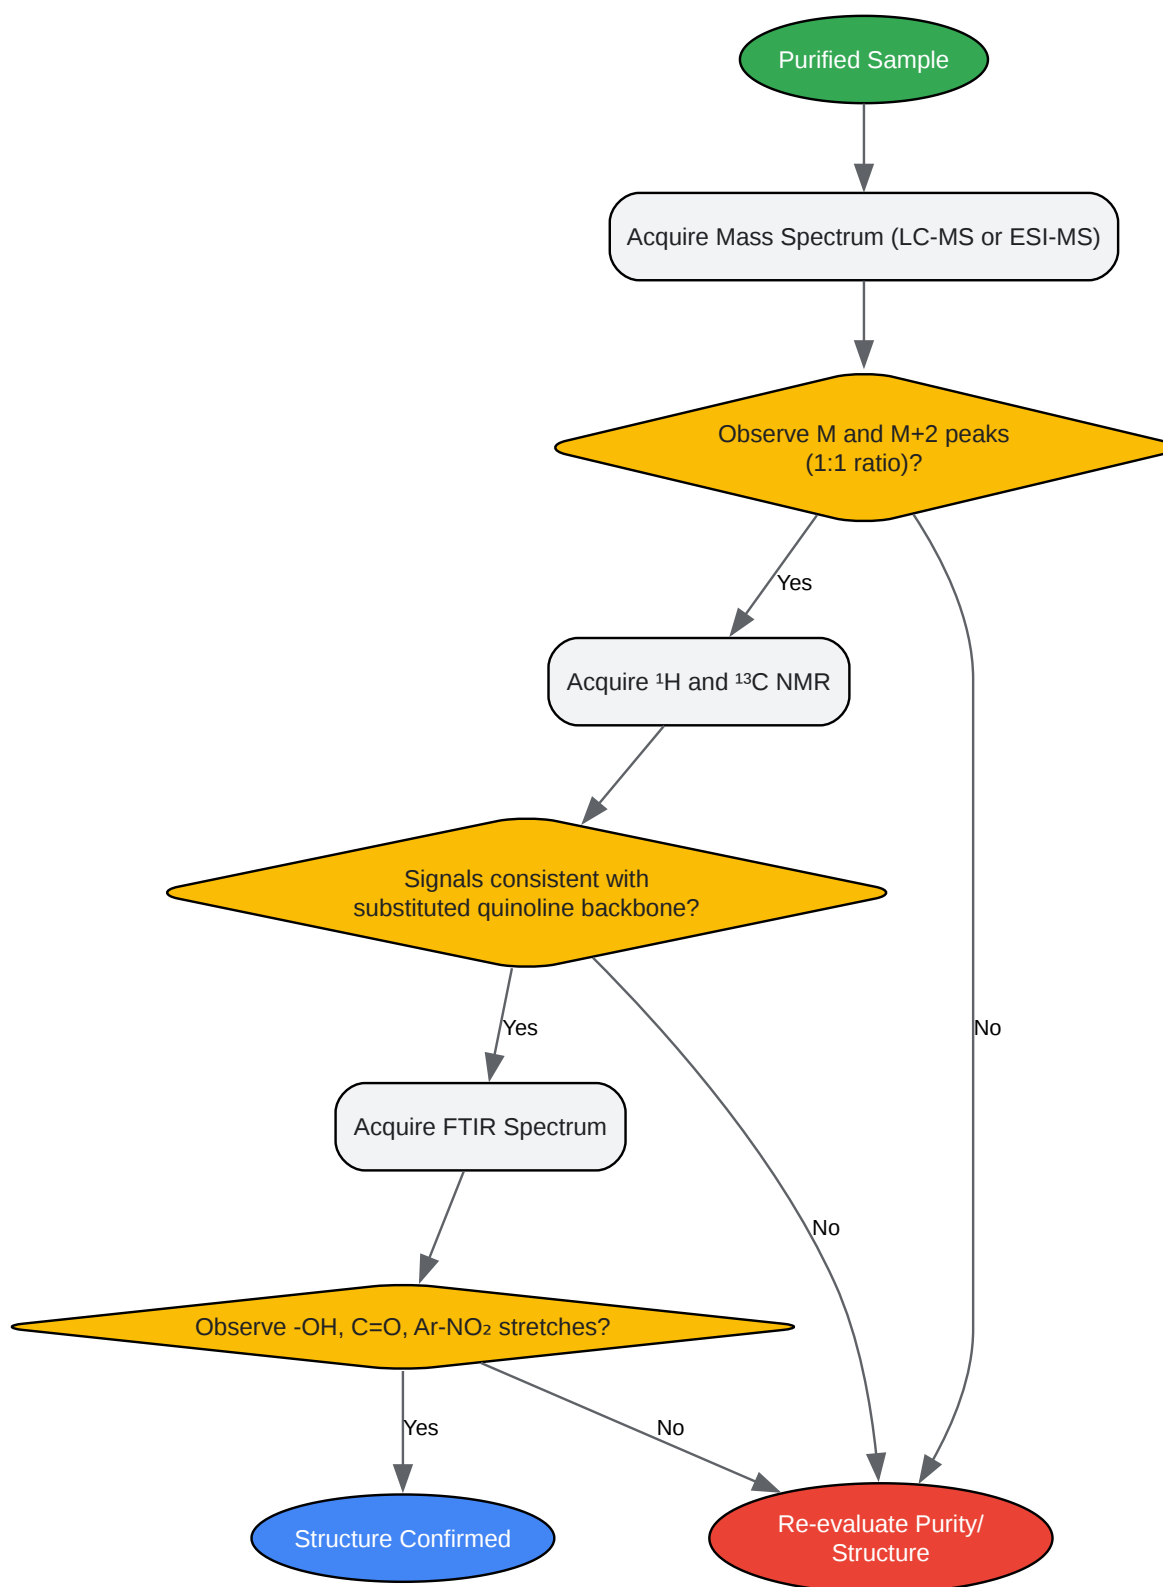 Purified Sample
Acquire Mass Spectrum (LC-MS or ESI-MS)
Observe M and M+2 peaks
(1:1 ratio)?
Yes
Acquire ¹H and ¹³C NMR
Signals consistent with
substituted quinoline backbone?
Yes
No
Acquire FTIR Spectrum
No
Observe -OH, C=O, Ar-NO₂ stretches?
Yes
No
Structure Confirmed
Re-evaluate Purity/
Structure